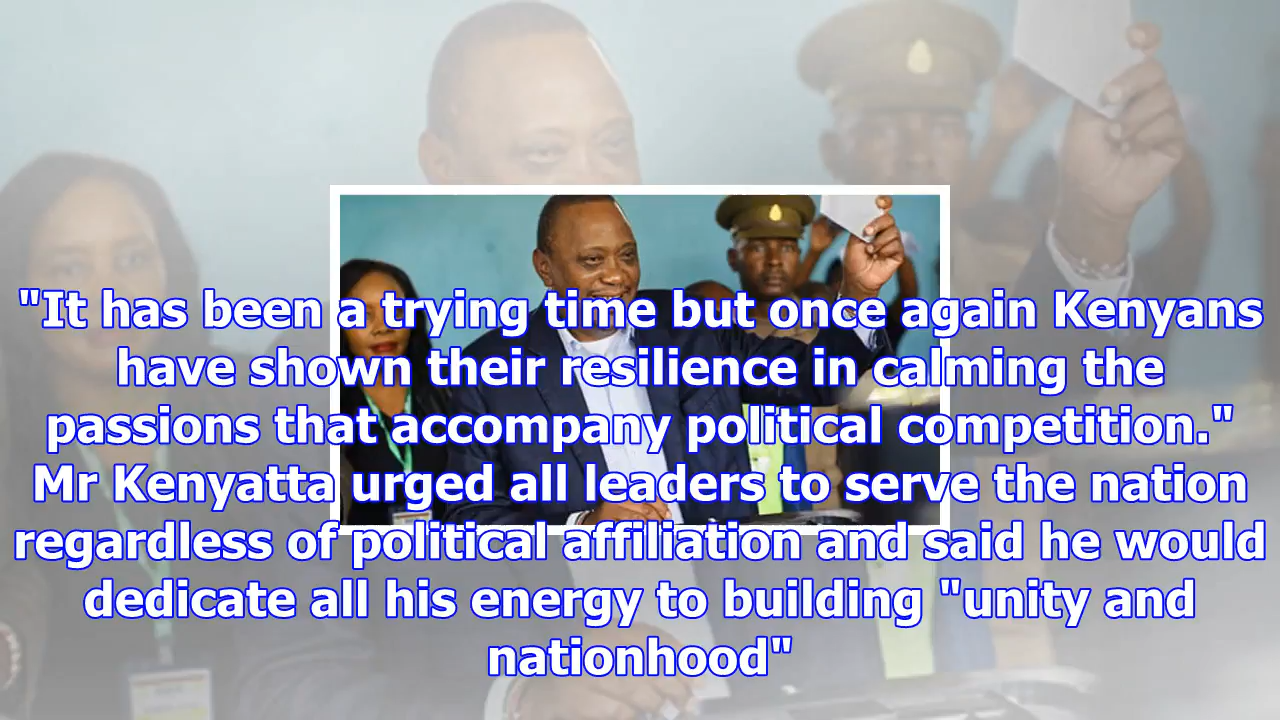 "It has been a trying time but once again Kenyans
have shown their resilience in calming the
passions that accompany political competition."
Mr Kenyatta urged all leaders to serve the nation
regardless of political affiliation and said he would
dedicate all his energy to building "unity and
nationhood"